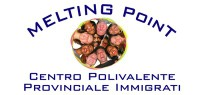 MELTING POINT
CENTRO POLIVALENTE
PROVINCIALE IMMIGRATI